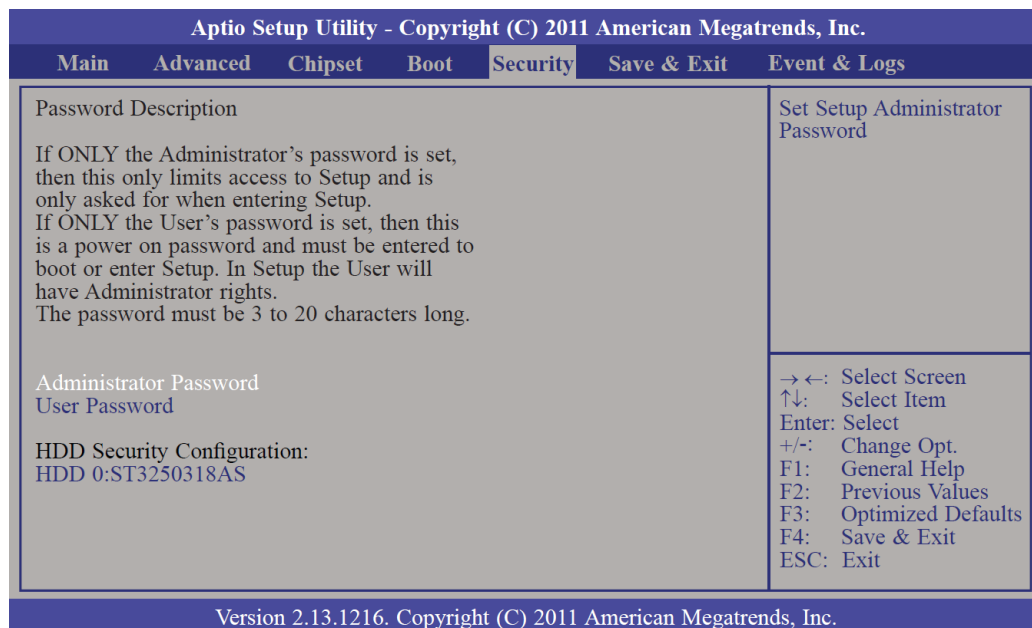 Aptio Setup Utility - Copyright (C) 2011 American Megatrends, Inc.
Main Advanced Chipset Boot Security Save & Exit Event & Logs
Password Description
If ONLY the Administrator's password is set,
then this only limits access to Setup and is
only asked for when entering Setup.
If ONLY the User's password is set, then this
is a power on password and must be entered to
boot or enter Setup. In Setup the User will
have Administrator rights.
The password must be 3 to 20 characters long.
Administrator Password
User Password
HDD Security Configuration:
HDD 0:ST3250318AS
Set Setup Administrator
Password
→ ←: Select Screen
↑↓: Select Item
Enter: Select
+/-: Change Opt.
F1: General Help
F2: Previous Values
F3: Optimized Defaults
F4: Save & Exit
ESC: Exit
Version 2.13.1216. Copyright (C) 2011 American Megatrends, Inc.